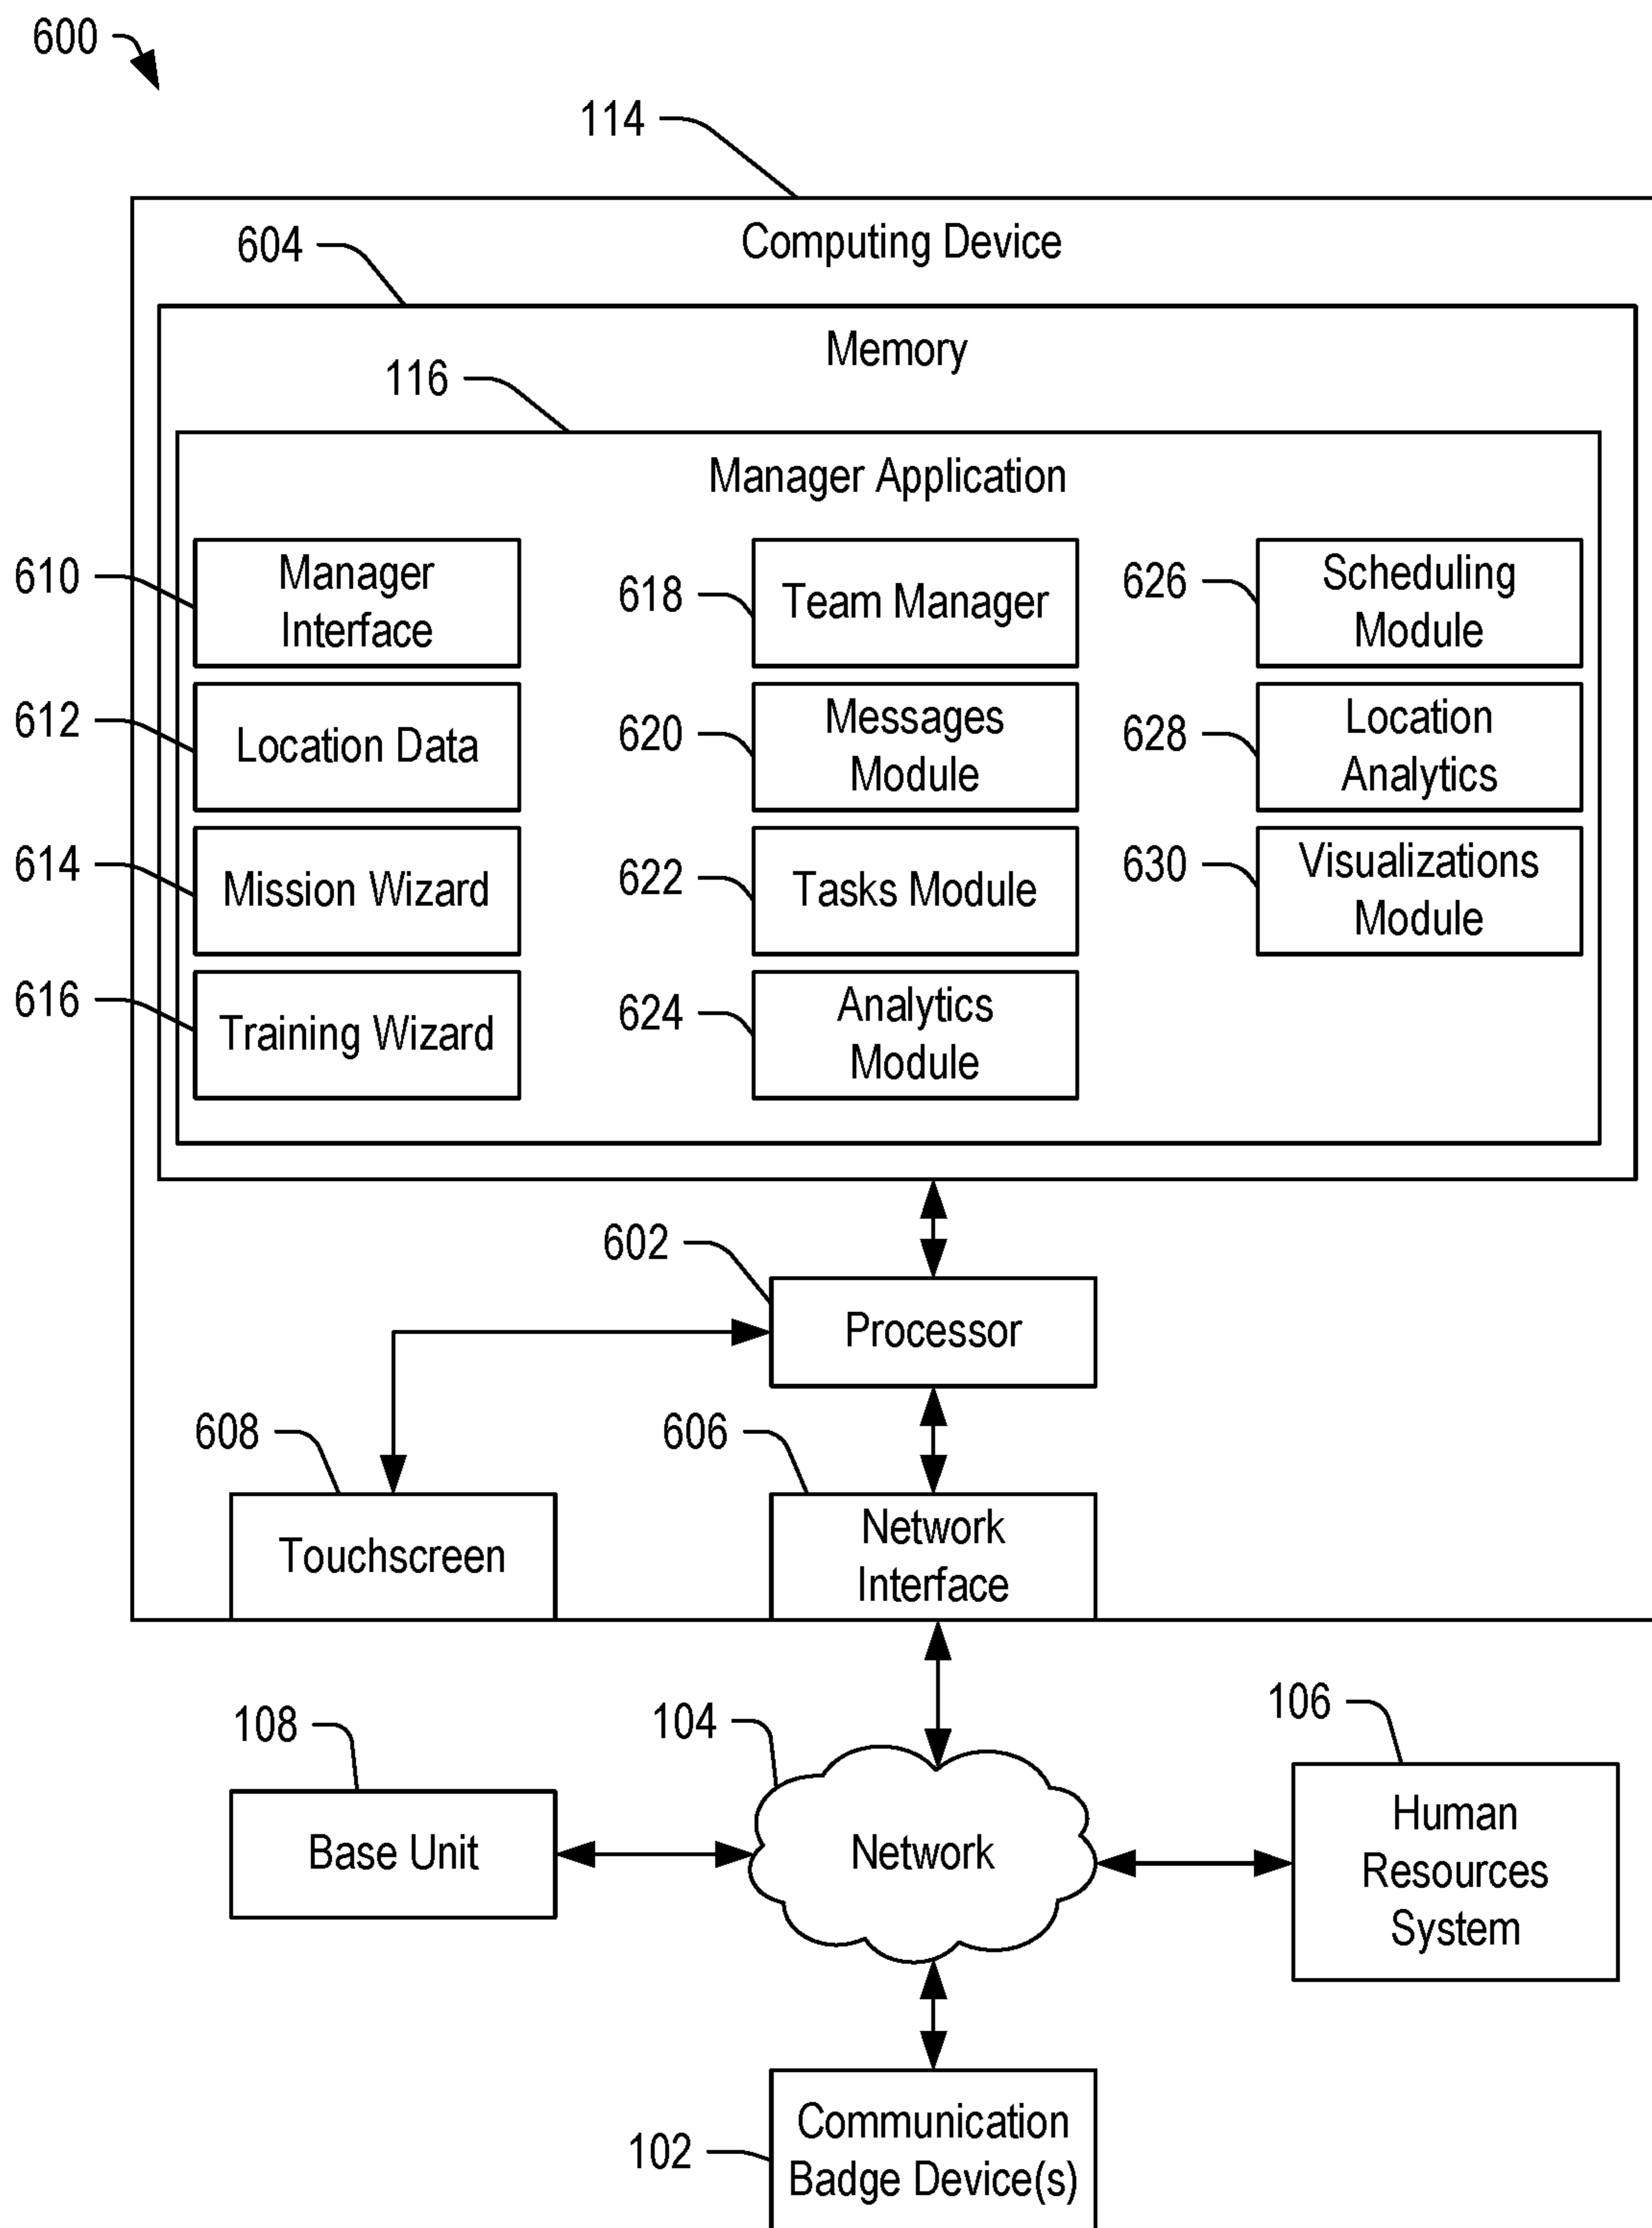 600
114
Computing Device
604
Memory
116
Manager Application
610
Manager
Interface
618
Team Manager
626
Scheduling
Module
612
Location Data
620
Messages
Module
628
Location
Analytics
614
Mission Wizard
622
Tasks Module
630
Visualizations
Module
616
Training Wizard
624
Analytics
Module
602
Processor
608
Touchscreen
606
Network
Interface
108
Base Unit
104
Network
106
Human
Resources
System
102
Communication
Badge Device(s)